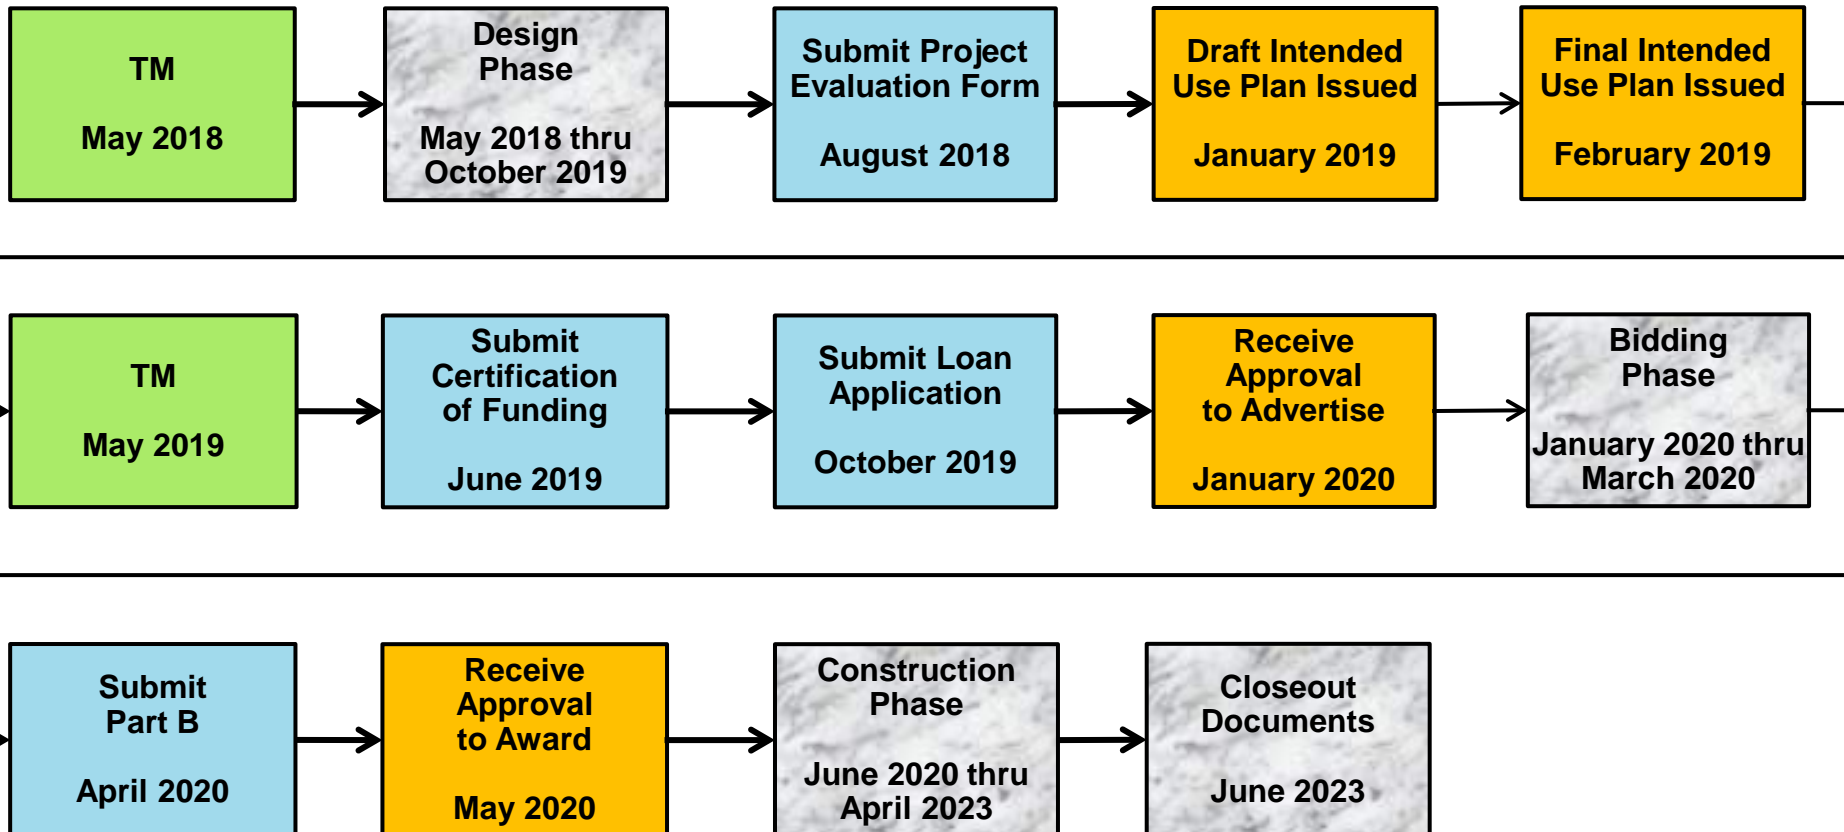 TM
May 2018
Design
Phase
May 2018 thru
October 2019
Submit Project
Evaluation Form
August 2018
Draft Intended
Use Plan Issued
January 2019
Final Intended
Use Plan Issued
February 2019
TM
May 2019
Submit
Certification
of Funding
June 2019
Submit Loan
Application
October 2019
Receive
Approval
to Advertise
January 2020
Bidding
Phase
January 2020 thru
March 2020
Submit
Part B
April 2020
Receive
Approval
to Award
May 2020
Construction
Phase
June 2020 thru
April 2023
Closeout
Documents
June 2023